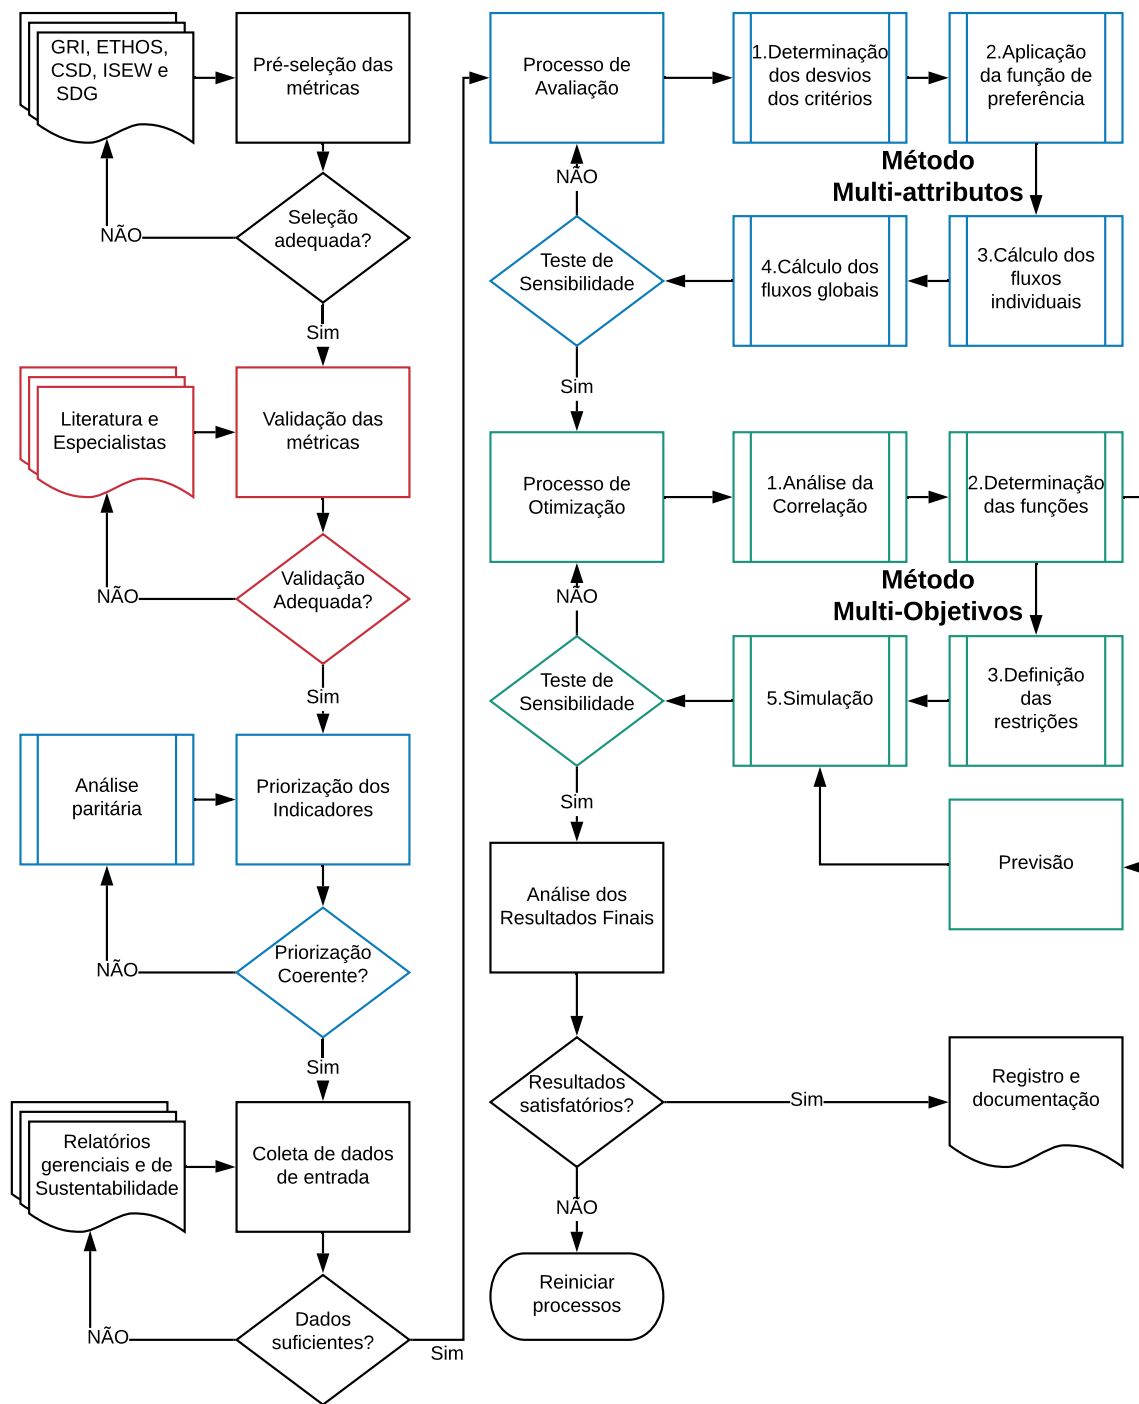 GRI, ETHOS,
CSD, ISEW e
SDG
Pré-seleção das
métricas
Seleção
adequada?
NÃO
Sim
Literatura e
Especialistas
Validação das
métricas
Validação
Adequada?
NÃO
Sim
Análise
paritária
Priorização dos
Indicadores
Priorização
Coerente?
NÃO
Sim
Relatórios
gerenciais e de
Sustentabilidade
Coleta de dados
de entrada
Dados
suficientes?
NÃO
Sim
Processo de
Avaliação
1.Determinação
dos desvios
dos critérios
2.Aplicação
da função de
preferência
Método
Multi-atributos
3.Cálculo dos
fluxos
individuais
4.Cálculo dos
fluxos globais
Teste de
Sensibilidade
NÃO
Sim
Processo de
Otimização
1.Análise da
Correlação
2.Determinação
das funções
Método
Multi-Objetivos
3.Definição
das
restrições
5.Simulação
Previsão
Teste de
Sensibilidade
NÃO
Sim
Análise dos
Resultados Finais
Resultados
satisfatórios?
Sim
Registro e
documentação
NÃO
Reiniciar
processos